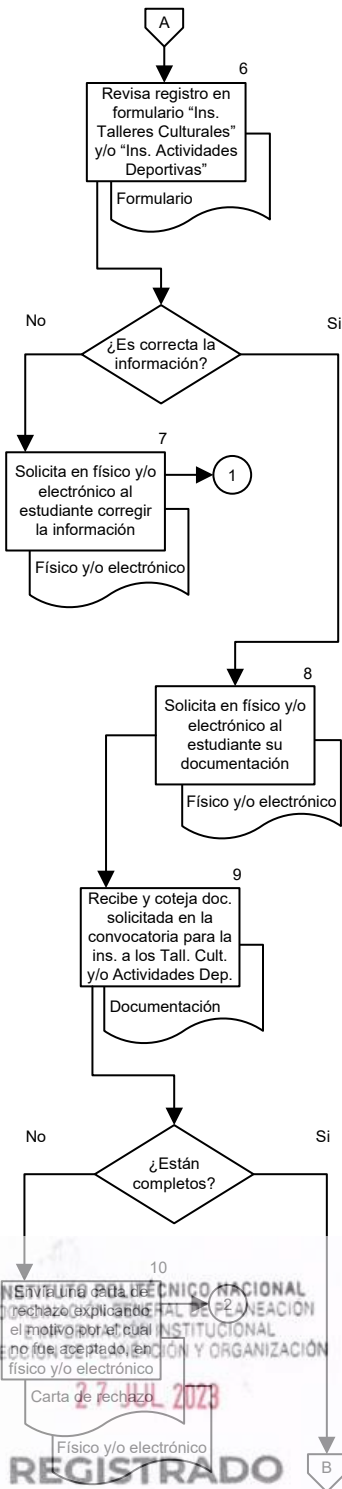 A
6
Revisa registro en
formulario “Ins.
Talleres Culturales”
y/o “Ins. Actividades
Deportivas”
Formulario
¿Es correcta la
información?
No
Si
7
Solicita en físico y/o
electrónico al
estudiante corregir
la información
1
Físico y/o electrónico
8
Solicita en físico y/o
electrónico al
estudiante su
documentación
Físico y/o electrónico
9
Recibe y coteja doc.
solicitada en la
convocatoria para la
ins. a los Tall. Cult.
y/o Actividades Dep.
Documentación
¿Están
completos?
No
Si
10
Envía una carta de
rechazo explicando
el motivo por el cual
no fue aceptado, en
físico y/o electrónico
2
Carta de rechazo
Físico y/o electrónico
B
INSTITUTO POLITÉCNICO NACIONAL
PLANEACIÓN
INSTITUCIONAL
Y ORGANIZACIÓN
27 JUL 2023
REGISTRADO